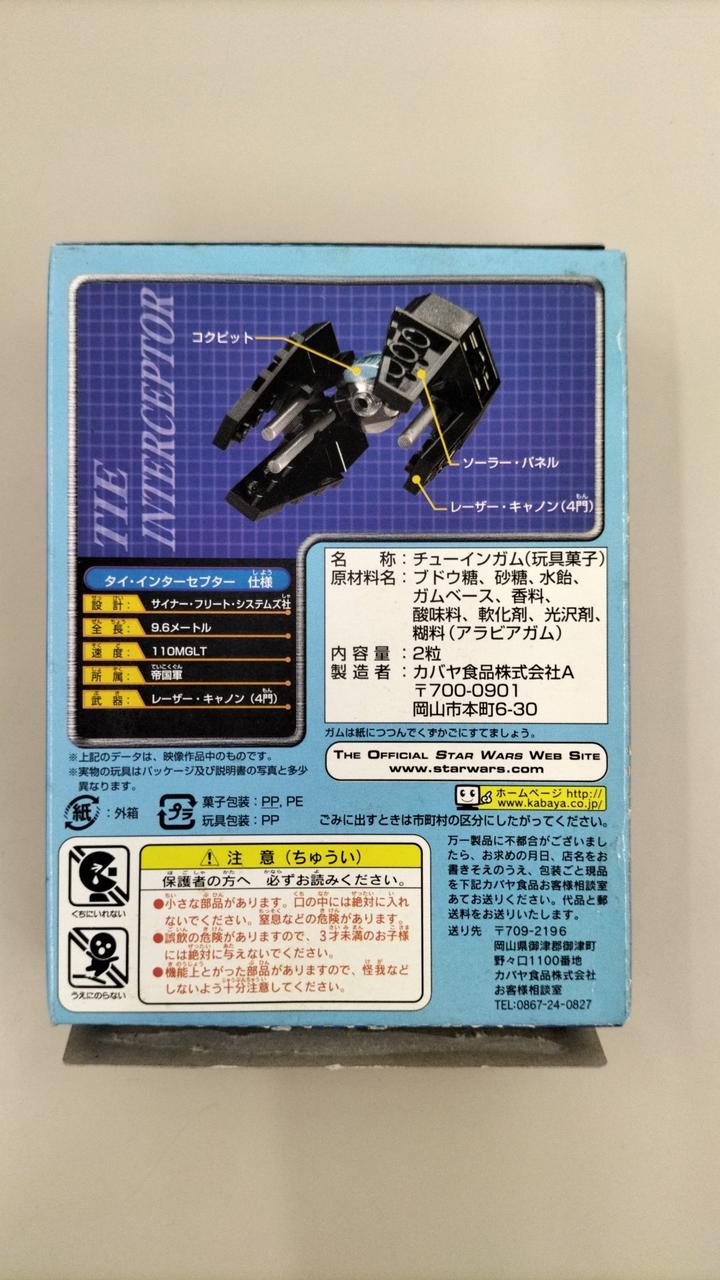 TIE
INTERCEPTOR
コクピット
ソーラー・パネル
レーザー・キャノン(4門)
タイ・インターセプター 仕様
設計: サイナー・フリート・システムズ社
全長: 9.6メートル
速度: 110MGLT
所属: 帝国軍
武器: レーザー・キャノン(4門)
※上記のデータは、映像作品中のものです。
※実物の玩具はパッケージ及び説明書の写真と多少
異なります。
名称:チューインガム(玩具菓子)
原材料名:ブドウ糖、砂糖、水飴、
ガムベース、香料、
酸味料、軟化剤、光沢剤、
糊料(アラビアガム)
内容量:2粒
製造者:カバヤ食品株式会社A
〒700-0901
岡山市本町6-30
ガムは紙につつんでくずかごにすてましょう。
THE OFFICIAL STAR WARS WEB SITE
www.starwars.com
ホームページ http://
www.kabaya.co.jp/
紙 :外箱
プラ 菓子包装:PP, PE
玩具包装:PP
ごみに出すときは市町村の区分にしたがってください。
くちにいれない
うえにのらない
⚠注 意(ちゅうい)
保護者の方へ 必ずお読みください。
●小さな部品があります。口の中には絶対に入れ
ないでください。窒息などの危険があります。
●誤飲の危険がありますので、3才未満のお子様
には絶対に与えないでください。
●機能上とがった部品がありますので、怪我など
しないよう十分注意してください。
万一製品に不都合がございまし
たら、お求めの月日、店名をお
書きそえのうえ、包装ごと現品
を下記カバヤ食品お客様相談室
あてお送りください。代品と郵
送料をお送りいたします。
送り先 〒709-2196
岡山県御津郡御津町
野々口1100番地
カバヤ食品株式会社
お客様相談室
TEL:0867-24-0827